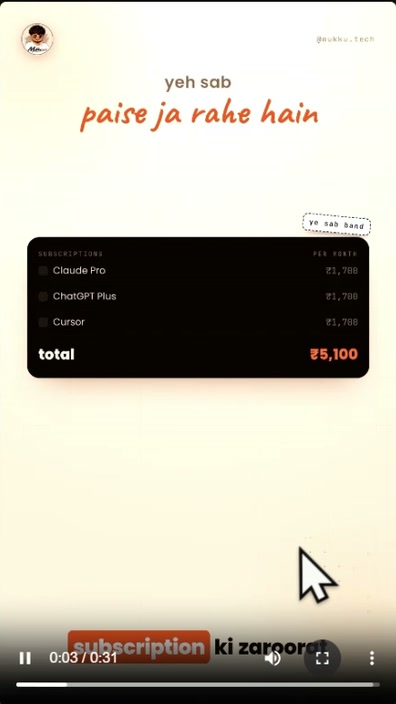 @mukku.tech
yeh sab
paise ja rahe hain
ye sab band
SUBSCRIPTIONS PER MONTH
Claude Pro ₹1,700
ChatGPT Plus ₹1,700
Cursor ₹1,700
total ₹5,100
subscription ki zaroorat
0:03 / 0:31